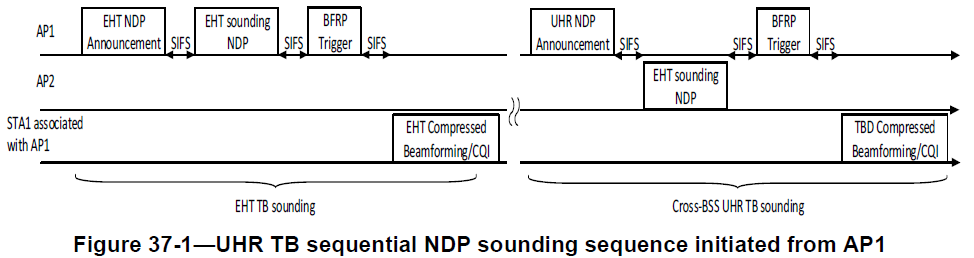 EHT NDP
Announcement
SIFS
EHT sounding
NDP
SIFS
BFRP
Trigger
SIFS
UHR NDP
Announcement
SIFS
SIFS
BFRP
Trigger
SIFS
AP1
AP2
EHT sounding
NDP
STA1 associated
with AP1
EHT Compressed
Beamforming/CQI
TBD Compressed
Beamforming/CQI
EHT TB sounding
Cross-BSS UHR TB sounding
Figure 37-1—UHR TB sequential NDP sounding sequence initiated from AP1